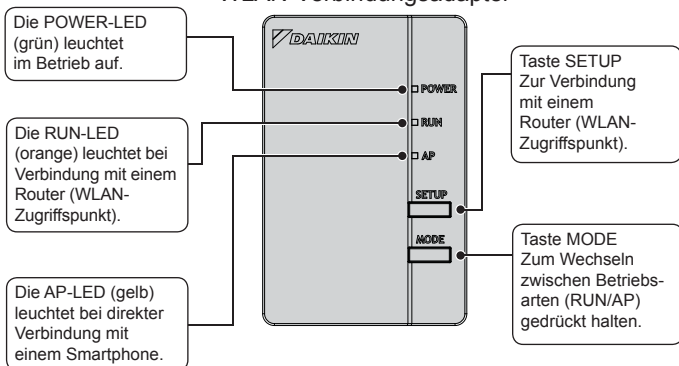 WLAN-Verbindungsadapter
Die POWER-LED
(grün) leuchtet
im Betrieb auf.
Die RUN-LED
(orange) leuchtet bei
Verbindung mit einem
Router (WLAN-
Zugriffspunkt).
Die AP-LED (gelb)
leuchtet bei direkter
Verbindung mit
einem Smartphone.
DAIKIN
POWER
RUN
AP
SETUP
MODE
Taste SETUP
Zur Verbindung
mit einem
Router (WLAN-
Zugriffspunkt).
Taste MODE
Zum Wechseln
zwischen Betriebs-
arten (RUN/AP)
gedrückt halten.